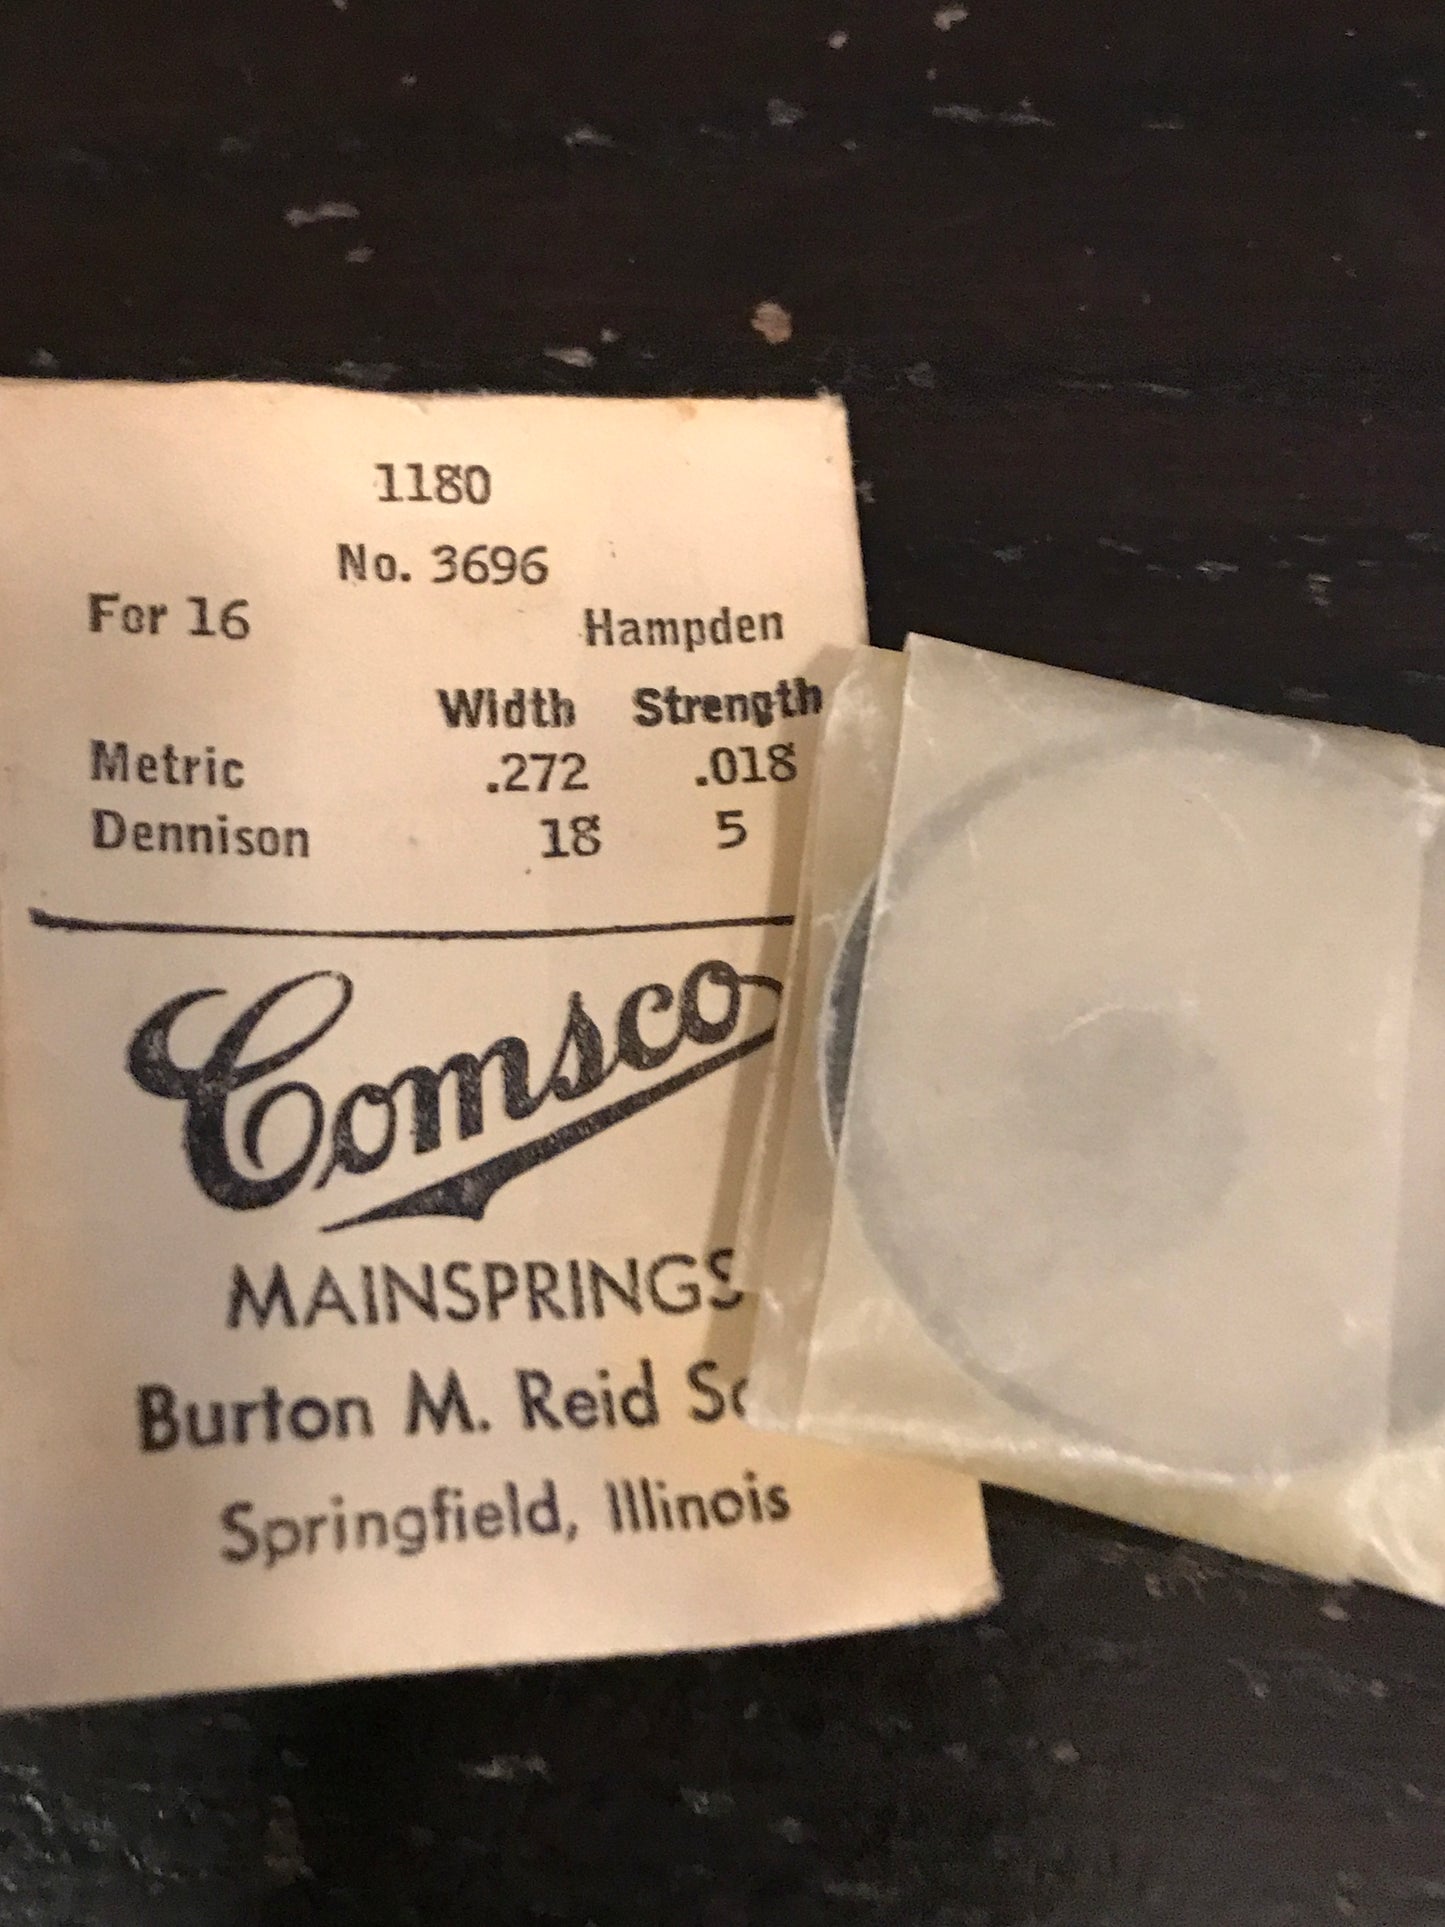 1180
No. 3696
For 16 Hampden
Width Strength
Metric .272 .018
Dennison 18 5
Comsco
MAINSPRINGS
Burton M. Reid
Springfield, Illinois